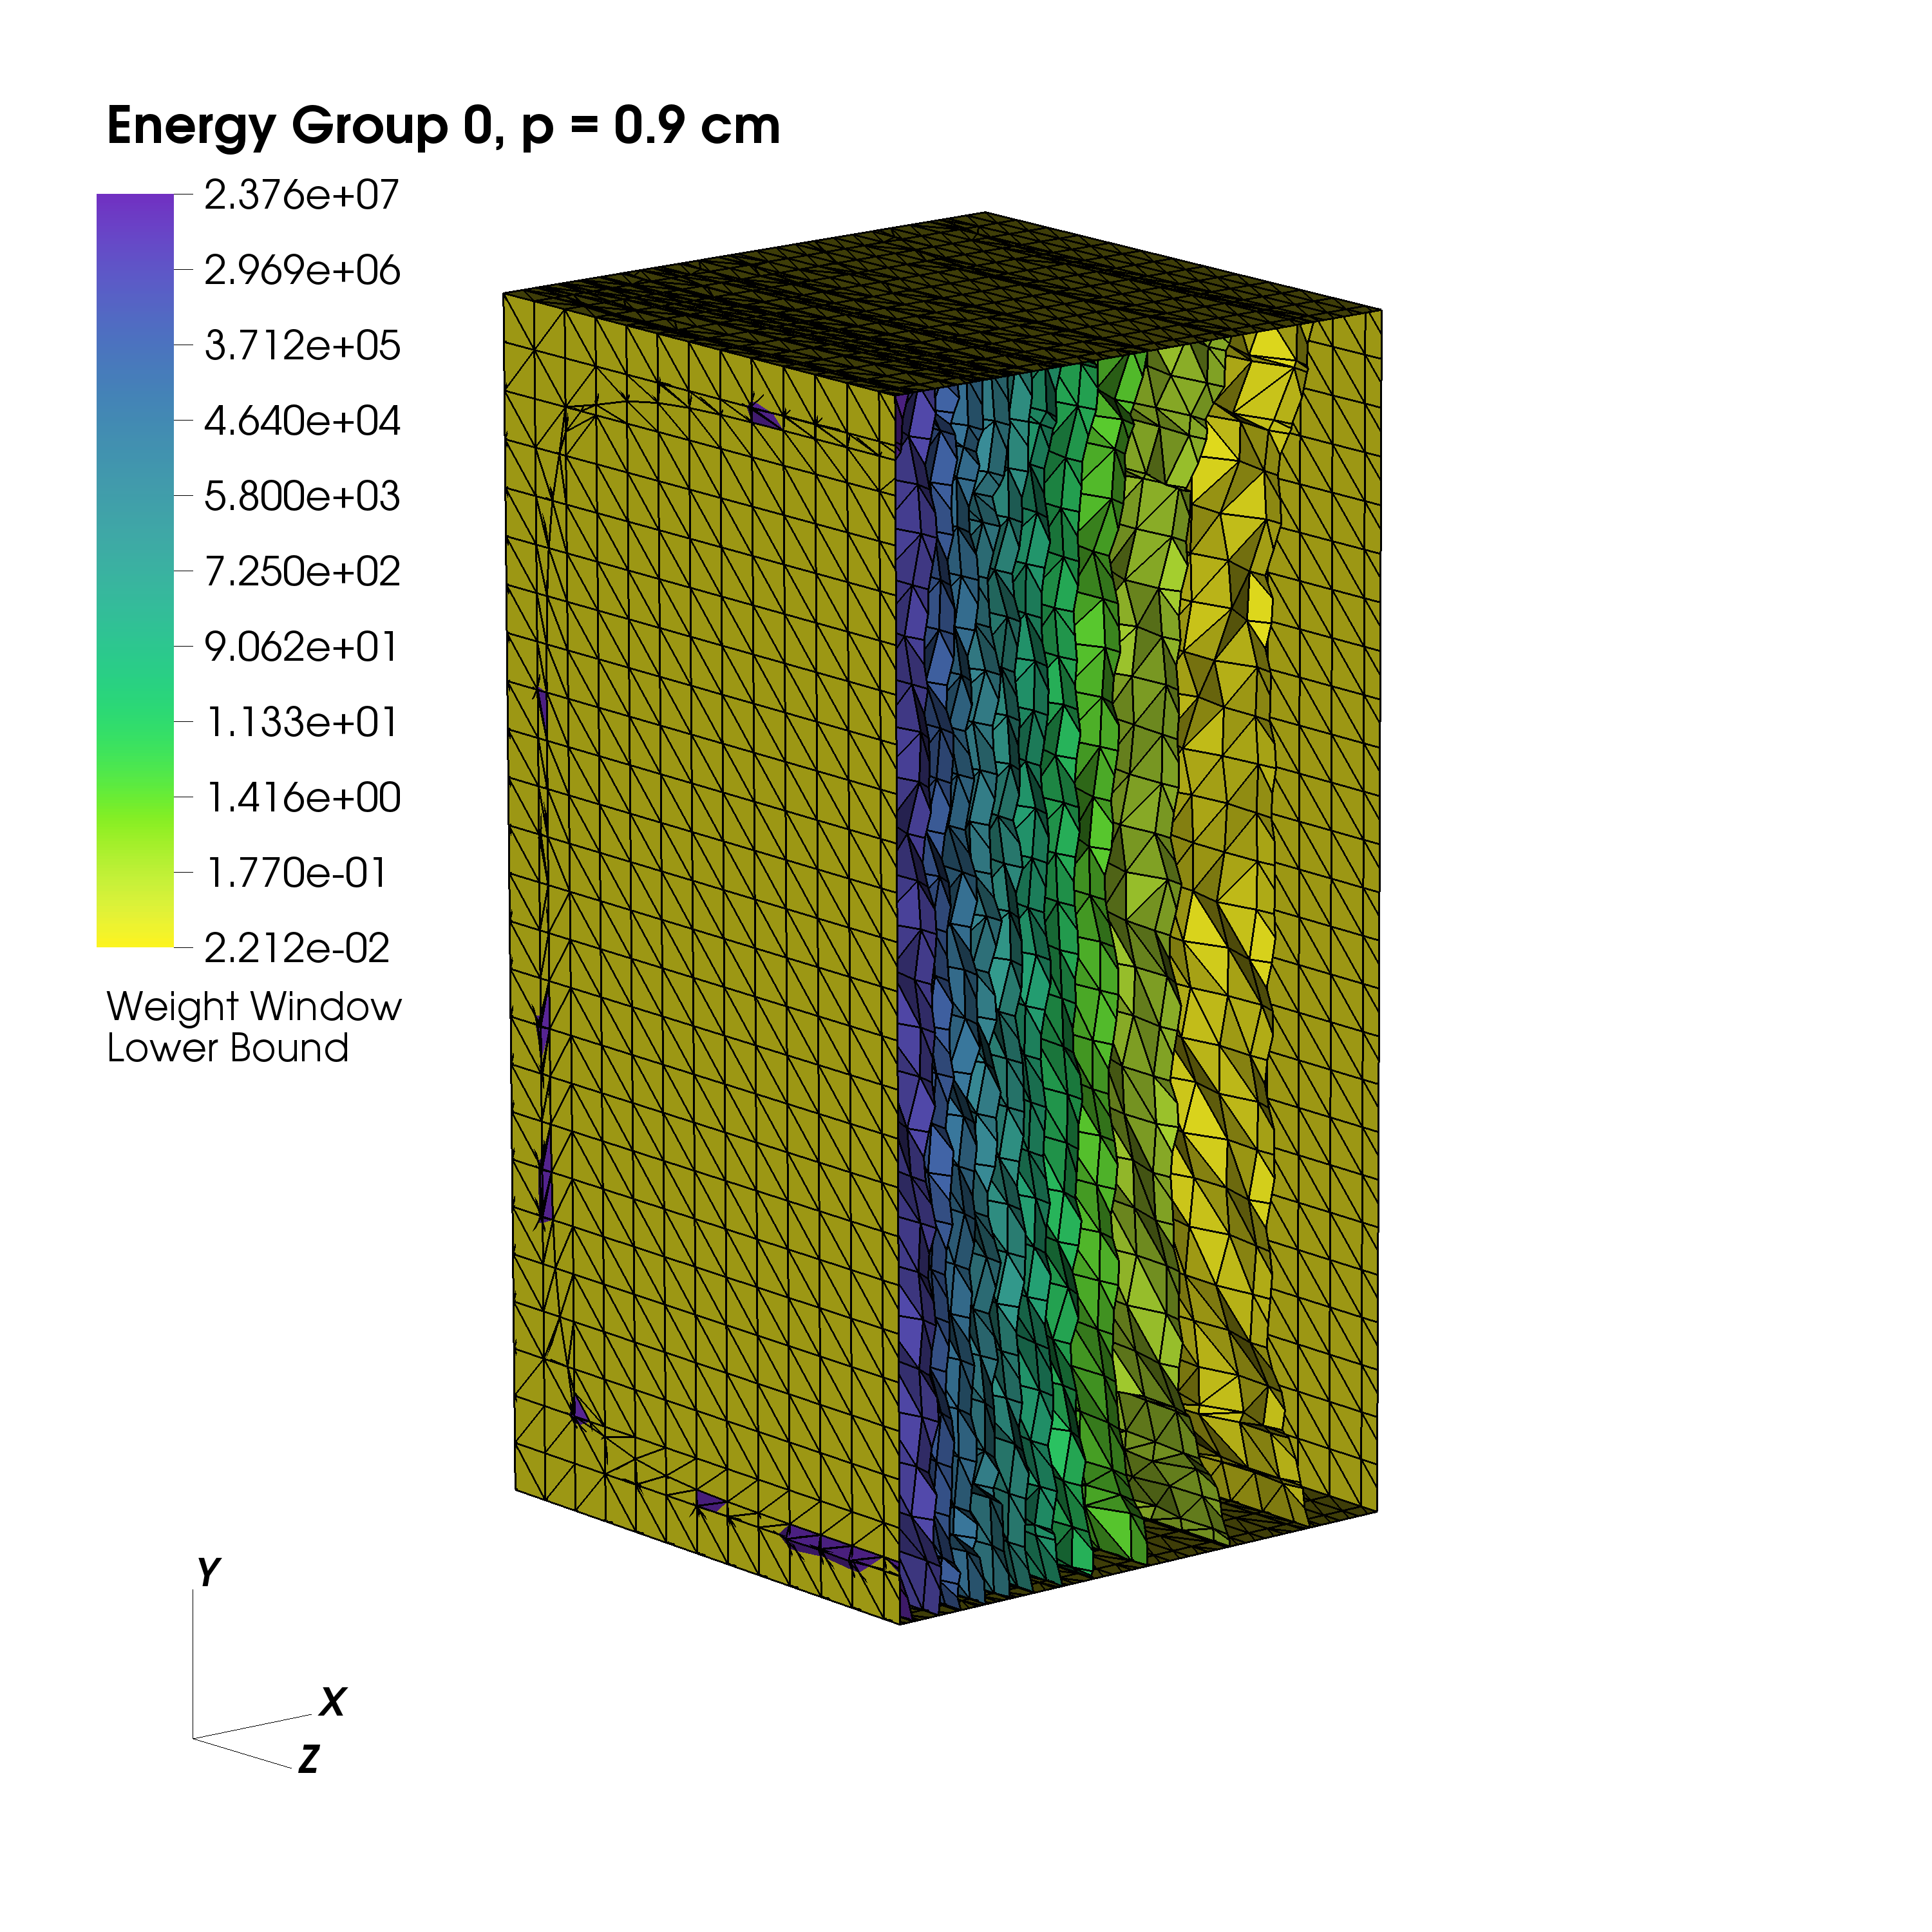 Energy Group 0, p = 0.9 cm
2.376e+07
2.969e+06
3.712e+05
4.640e+04
5.800e+03
7.250e+02
9.062e+01
1.133e+01
1.416e+00
1.770e-01
2.212e-02
Weight Window
Lower Bound
Y
X
Z